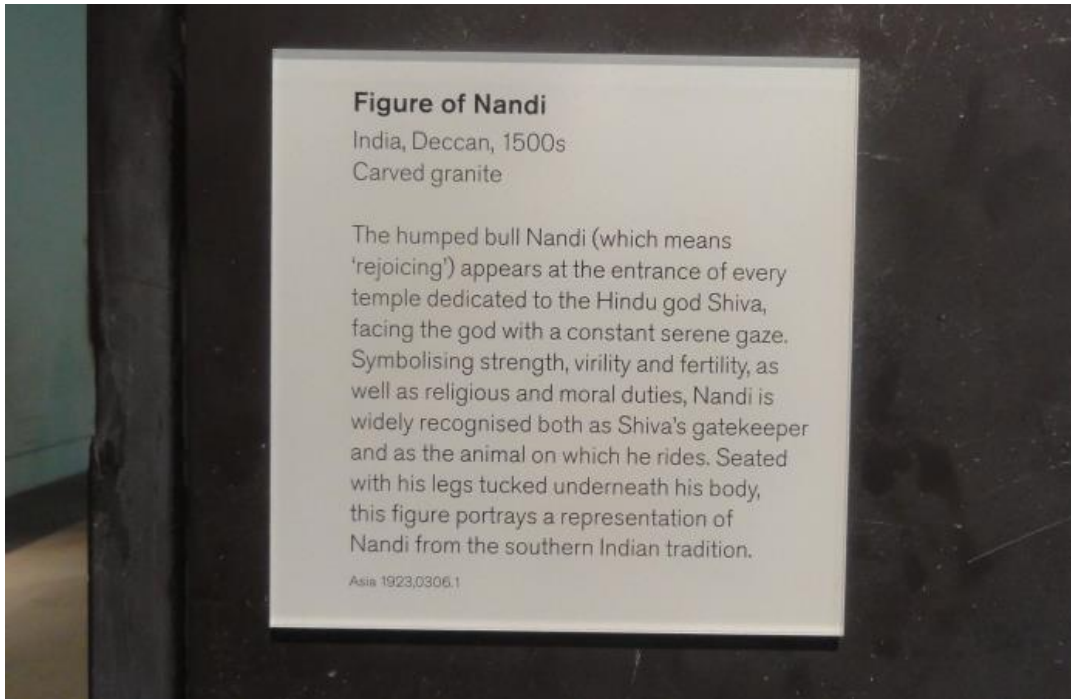 Figure of Nandi
India, Deccan, 1500s
Carved granite
The humped bull Nandi (which means
'rejoicing') appears at the entrance of every
temple dedicated to the Hindu god Shiva,
facing the god with a constant serene gaze.
Symbolising strength, virility and fertility, as
well as religious and moral duties, Nandi is
widely recognised both as Shiva's gatekeeper
and as the animal on which he rides. Seated
with his legs tucked underneath his body,
this figure portrays a representation of
Nandi from the southern Indian tradition.
Asia 1923,0306.1